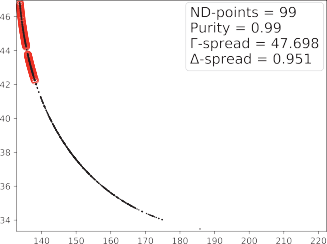 ND-points = 99
Purity = 0.99
Γ-spread = 47.698
Δ-spread = 0.951
46
44
42
40
38
36
34
140 150 160 170 180 190 200 210 220